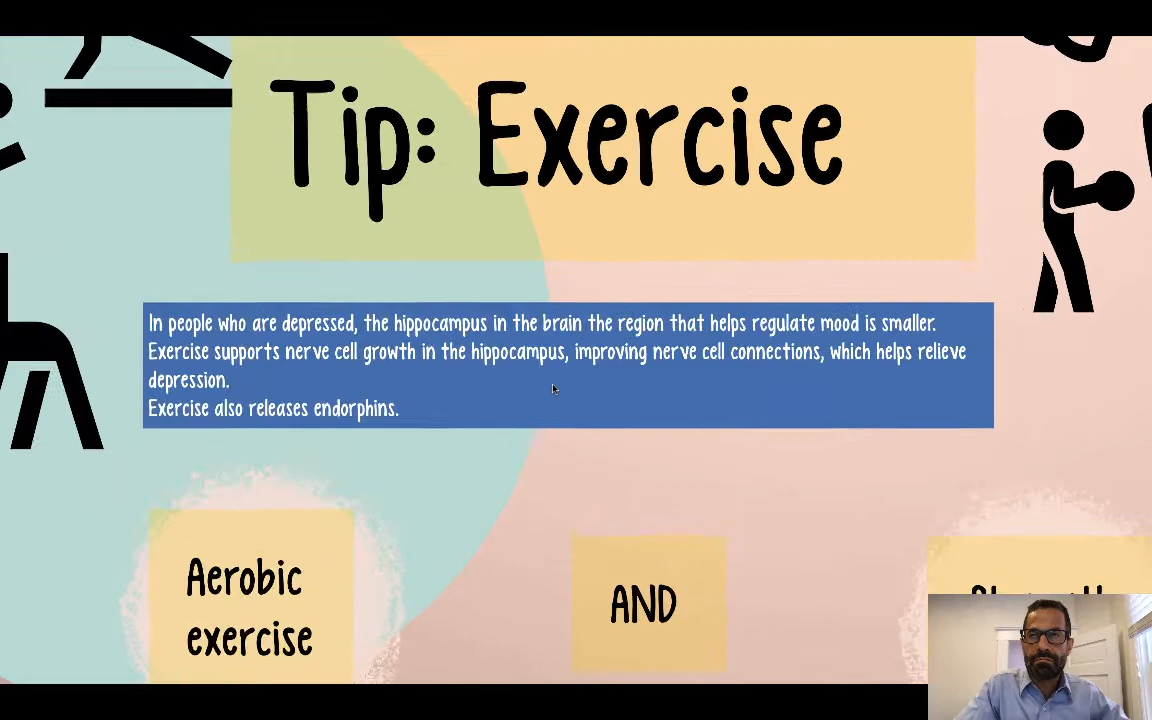 Tip: Exercise
In people who are depressed, the hippocampus in the brain the region that helps regulate mood is smaller.
Exercise supports nerve cell growth in the hippocampus, improving nerve cell connections, which helps relieve
depression.
Exercise also releases endorphins.
Aerobic
exercise
AND